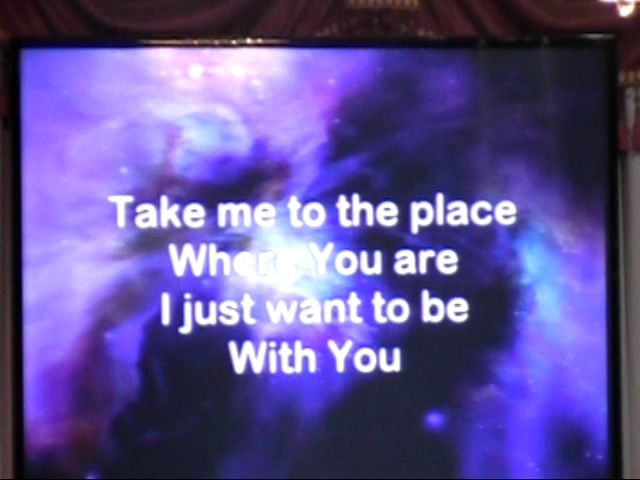 Take me to the place
Where You are
I just want to be
With You